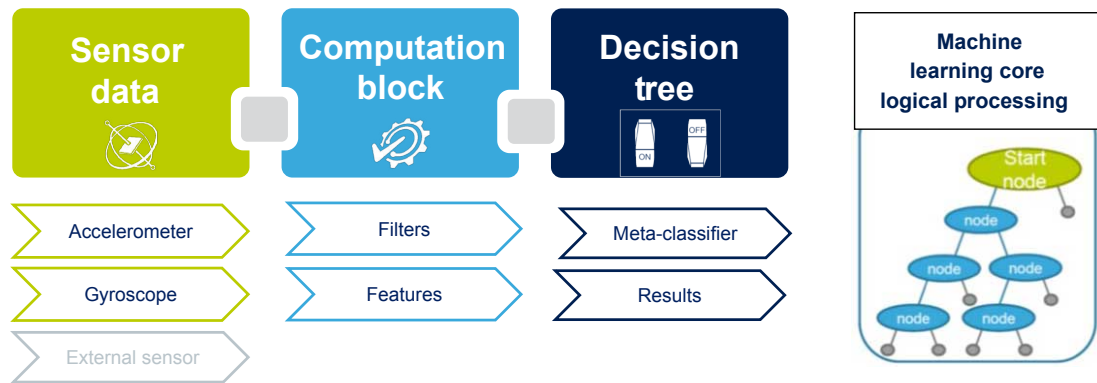 Sensor
data
Computation
block
Decision
tree
ON
OFF
Accelerometer
Gyroscope
External sensor
Filters
Features
Meta-classifier
Results
Machine
learning core
logical processing
Start
node
node
node
node
node
node